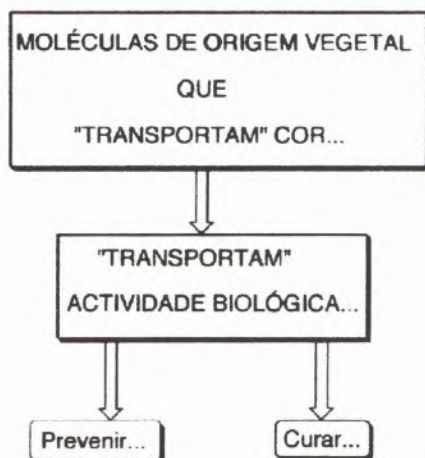 MOLÉCULAS DE ORIGEM VEGETAL
QUE
"TRANSPORTAM" COR...
"TRANSPORTAM"
ACTIVIDADE BIOLÓGICA...
Prevenir...
Curar...